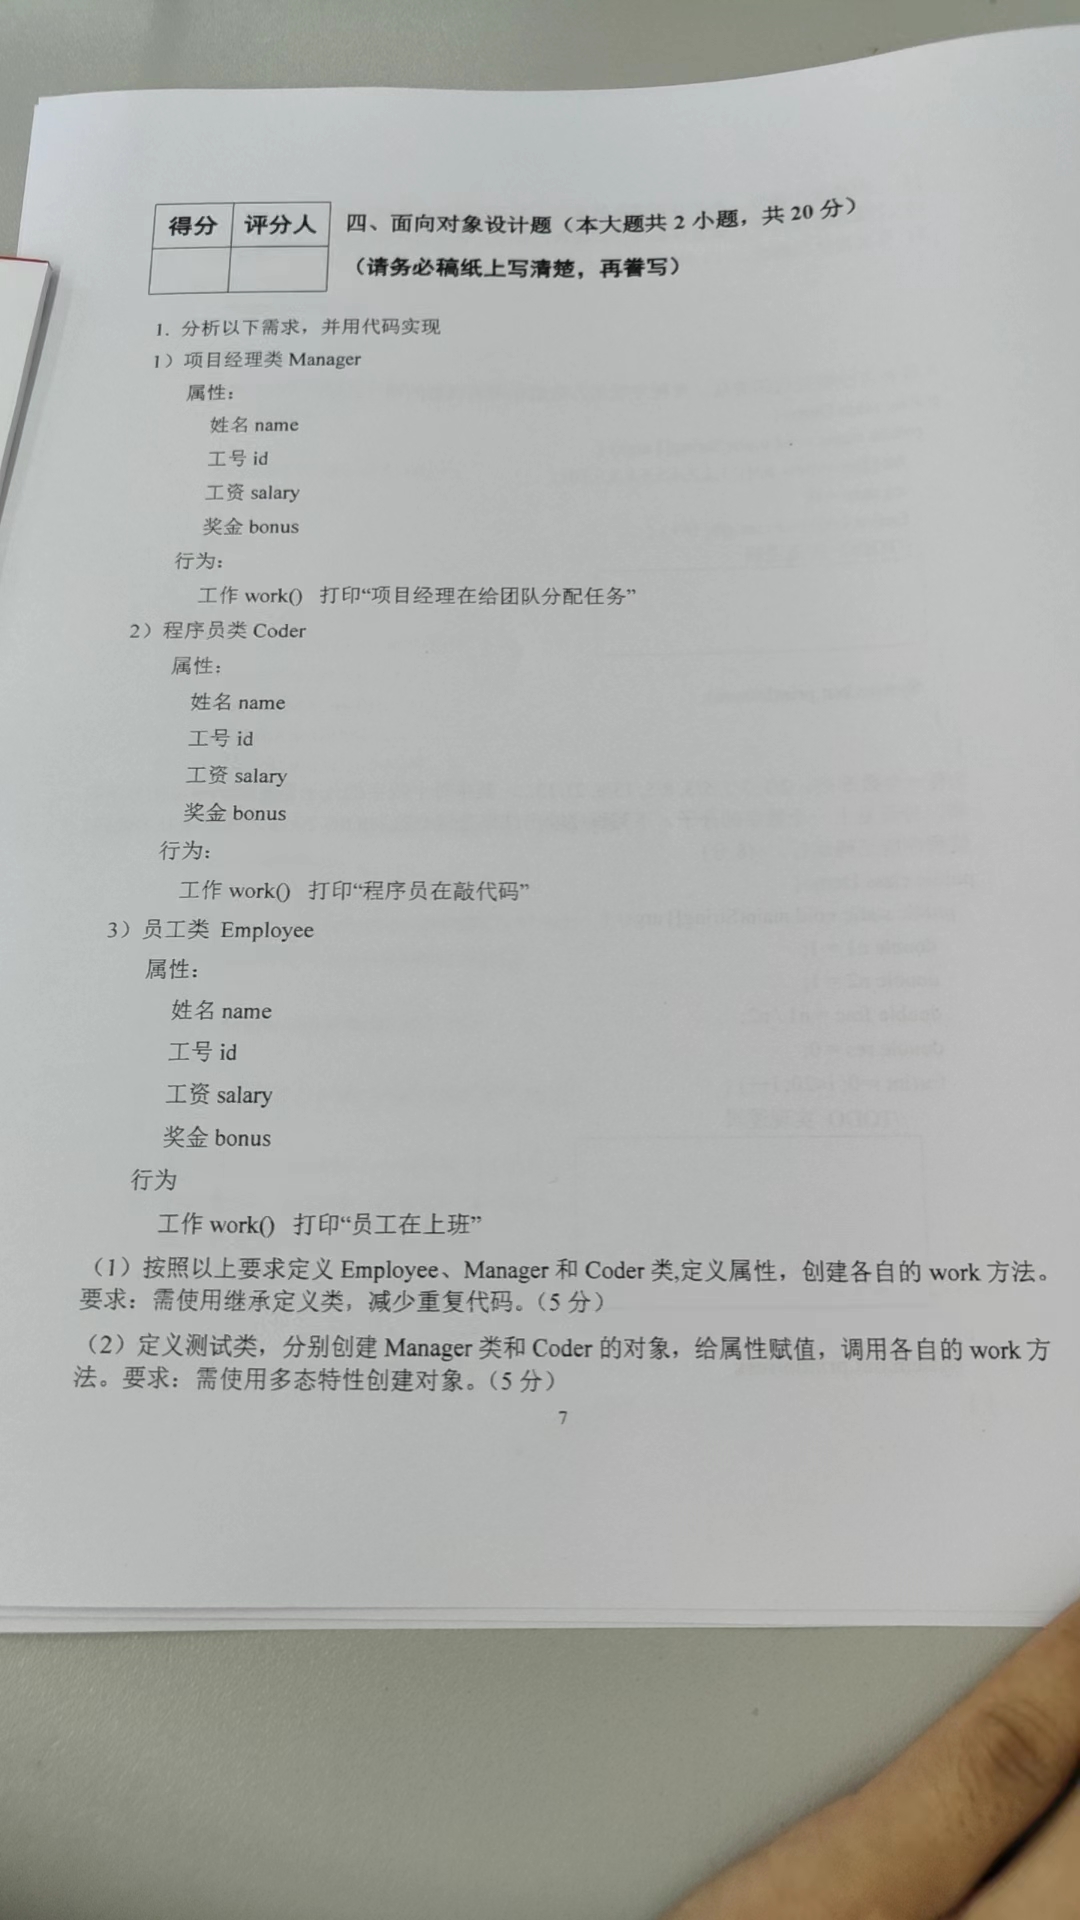 得分 评分人 四、面向对象设计题（本大题共 2 小题，共 20 分）
（请务必稿纸上写清楚，再誊写）
1. 分析以下需求，并用代码实现
1）项目经理类 Manager
属性：
姓名 name
工号 id
工资 salary
奖金 bonus
行为：
工作 work() 打印“项目经理在给团队分配任务”
2）程序员类 Coder
属性：
姓名 name
工号 id
工资 salary
奖金 bonus
行为：
工作 work() 打印“程序员在敲代码”
3）员工类 Employee
属性：
姓名 name
工号 id
工资 salary
奖金 bonus
行为
工作 work() 打印“员工在上班”
（1）按照以上要求定义 Employee、Manager 和 Coder 类,定义属性，创建各自的 work 方法。
要求：需使用继承定义类，减少重复代码。（5 分）
（2）定义测试类，分别创建 Manager 类和 Coder 的对象，给属性赋值，调用各自的 work 方
法。要求：需使用多态特性创建对象。（5 分）
7